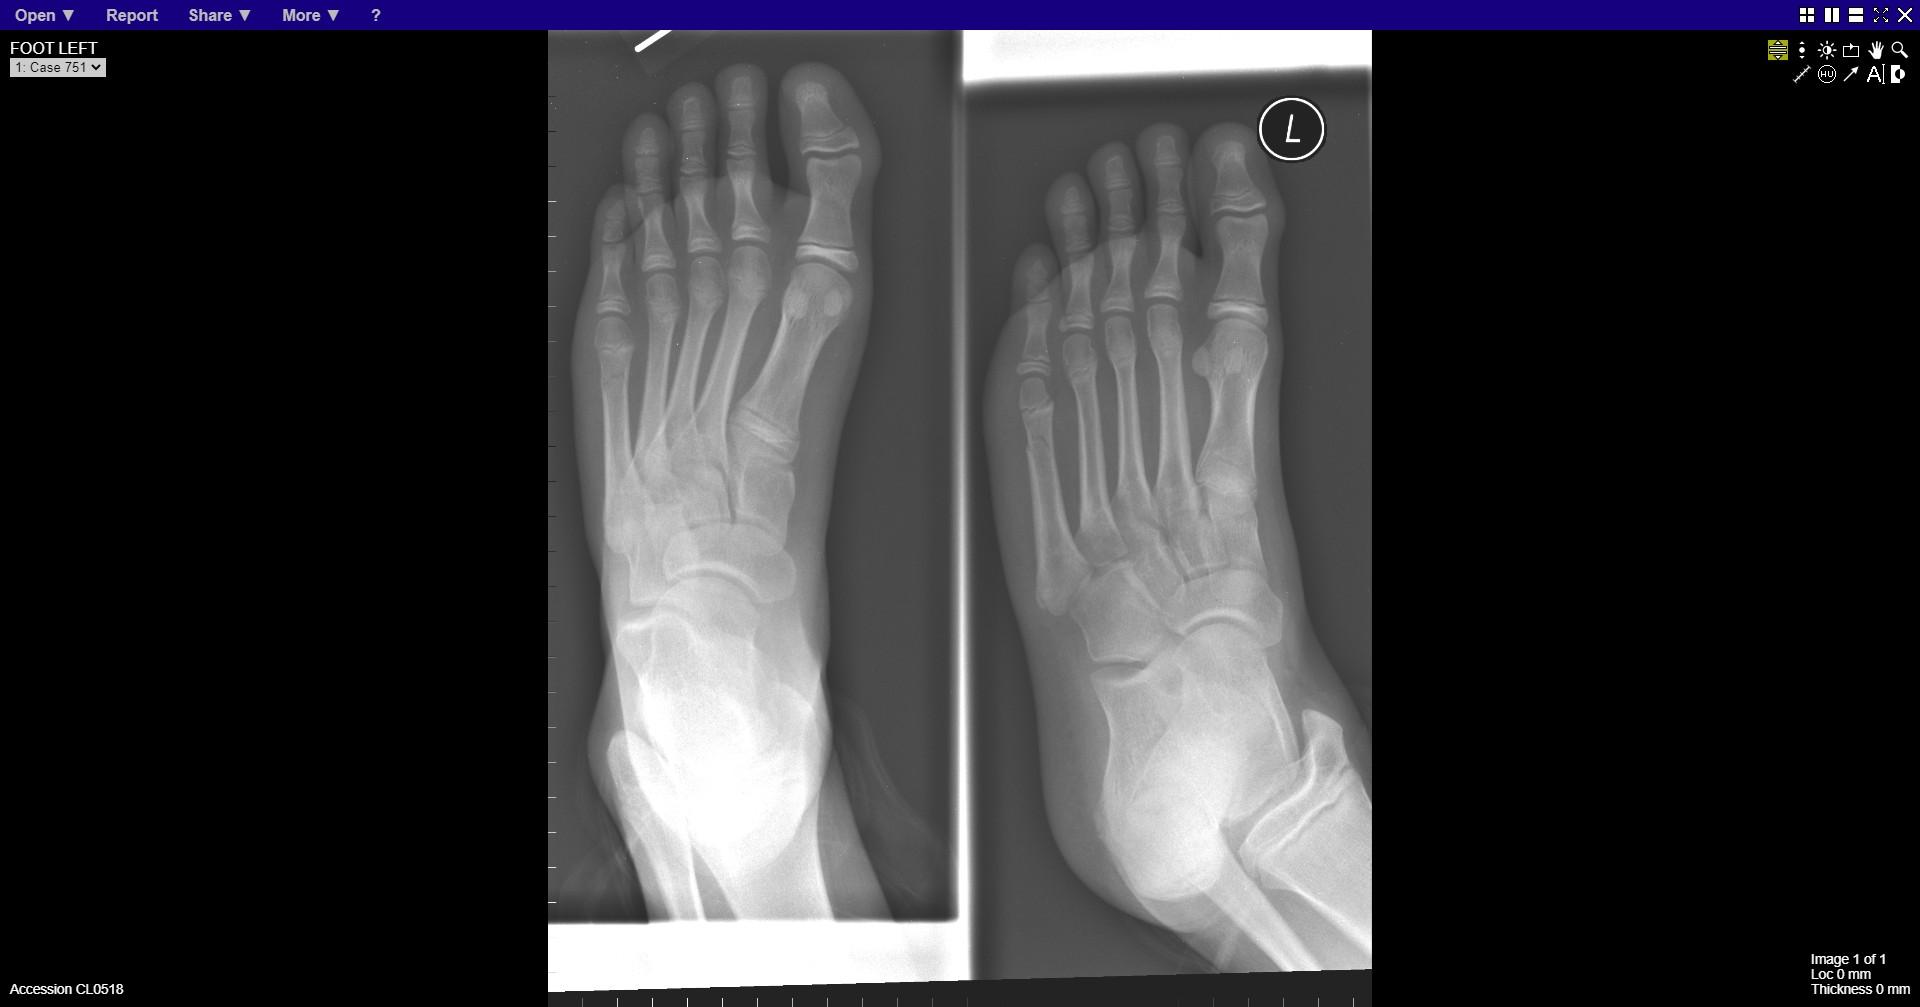 Open ▼ Report Share ▼ More ▼ ?
FOOT LEFT
1: Case 751
HU
A
L
Image 1 of 1
Loc 0 mm
Thickness 0 mm
Accession CL0518